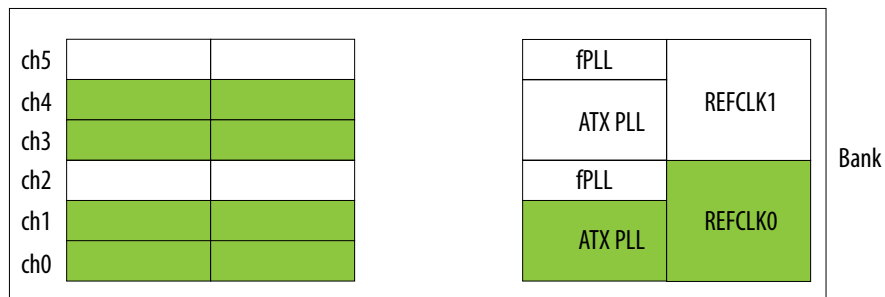 ch5
ch4
ch3
ch2
ch1
ch0
fPLL
ATX PLL
fPLL
ATX PLL
REFCLK1
REFCLK0
Bank